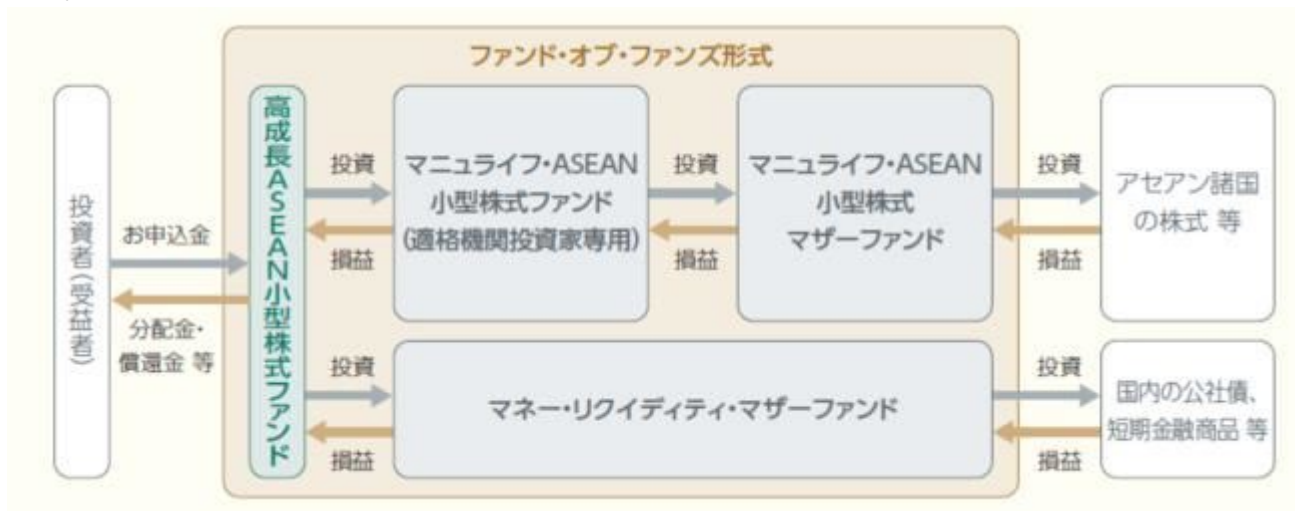 ファンド・オブ・ファンズ形式
投資者(受益者)
お申込金
分配金・
償還金 等
高成長ASEAN小型株式ファンド
投資
損益
マニュライフ・ASEAN
小型株式ファンド
(適格機関投資家専用)
投資
損益
マニュライフ・ASEAN
小型株式
マザーファンド
投資
損益
アセアン諸国
の株式 等
投資
損益
マネー・リクイディティ・マザーファンド
投資
損益
国内の公社債、
短期金融商品 等